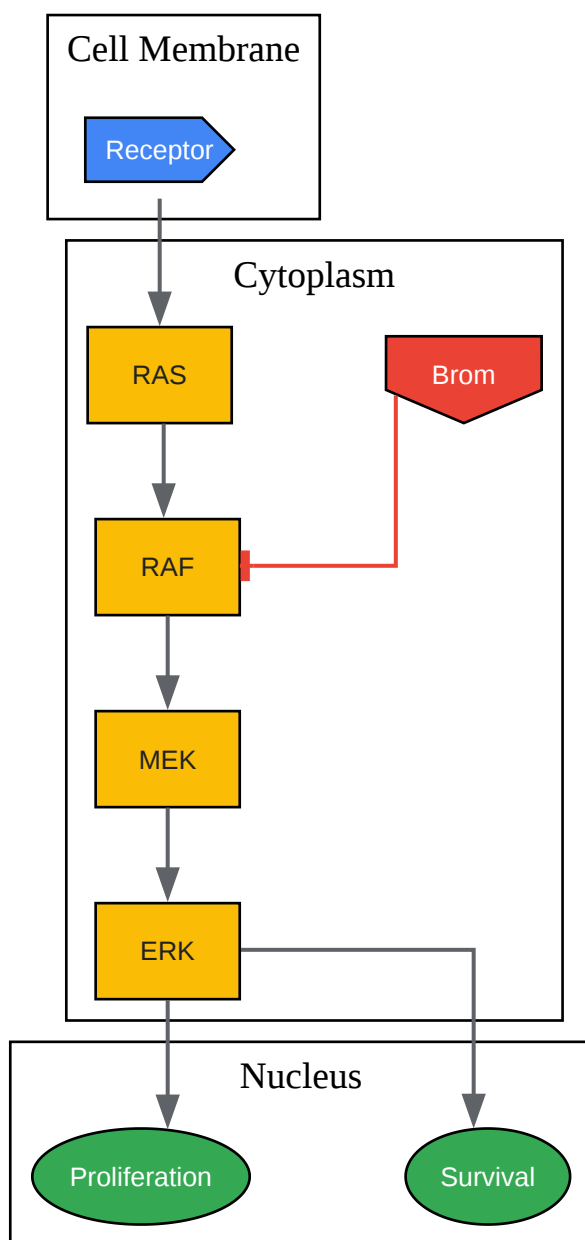 Cell Membrane
Receptor
Cytoplasm
RAS
Brom
RAF
MEK
ERK
Nucleus
Proliferation
Survival